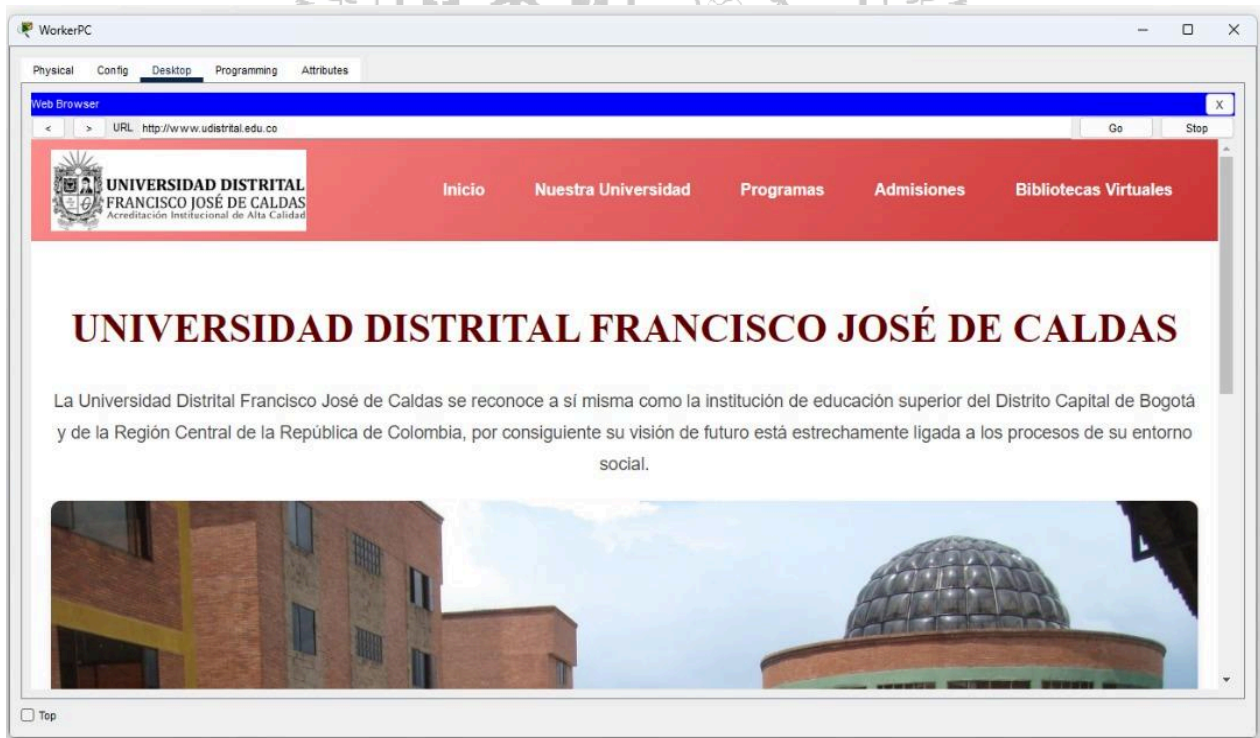 WorkerPC
Physical Config Desktop Programming Attributes
Web Browser
X
< > URL http://www.udistrital.edu.co Go Stop
UNIVERSIDAD DISTRITAL
FRANCISCO JOSÉ DE CALDAS
Acreditación Institucional de Alta Calidad
Inicio Nuestra Universidad Programas Admisiones Bibliotecas Virtuales
UNIVERSIDAD DISTRITAL FRANCISCO JOSÉ DE CALDAS
La Universidad Distrital Francisco José de Caldas se reconoce a sí misma como la institución de educación superior del Distrito Capital de Bogotá
y de la Región Central de la República de Colombia, por consiguiente su visión de futuro está estrechamente ligada a los procesos de su entorno
social.
Top